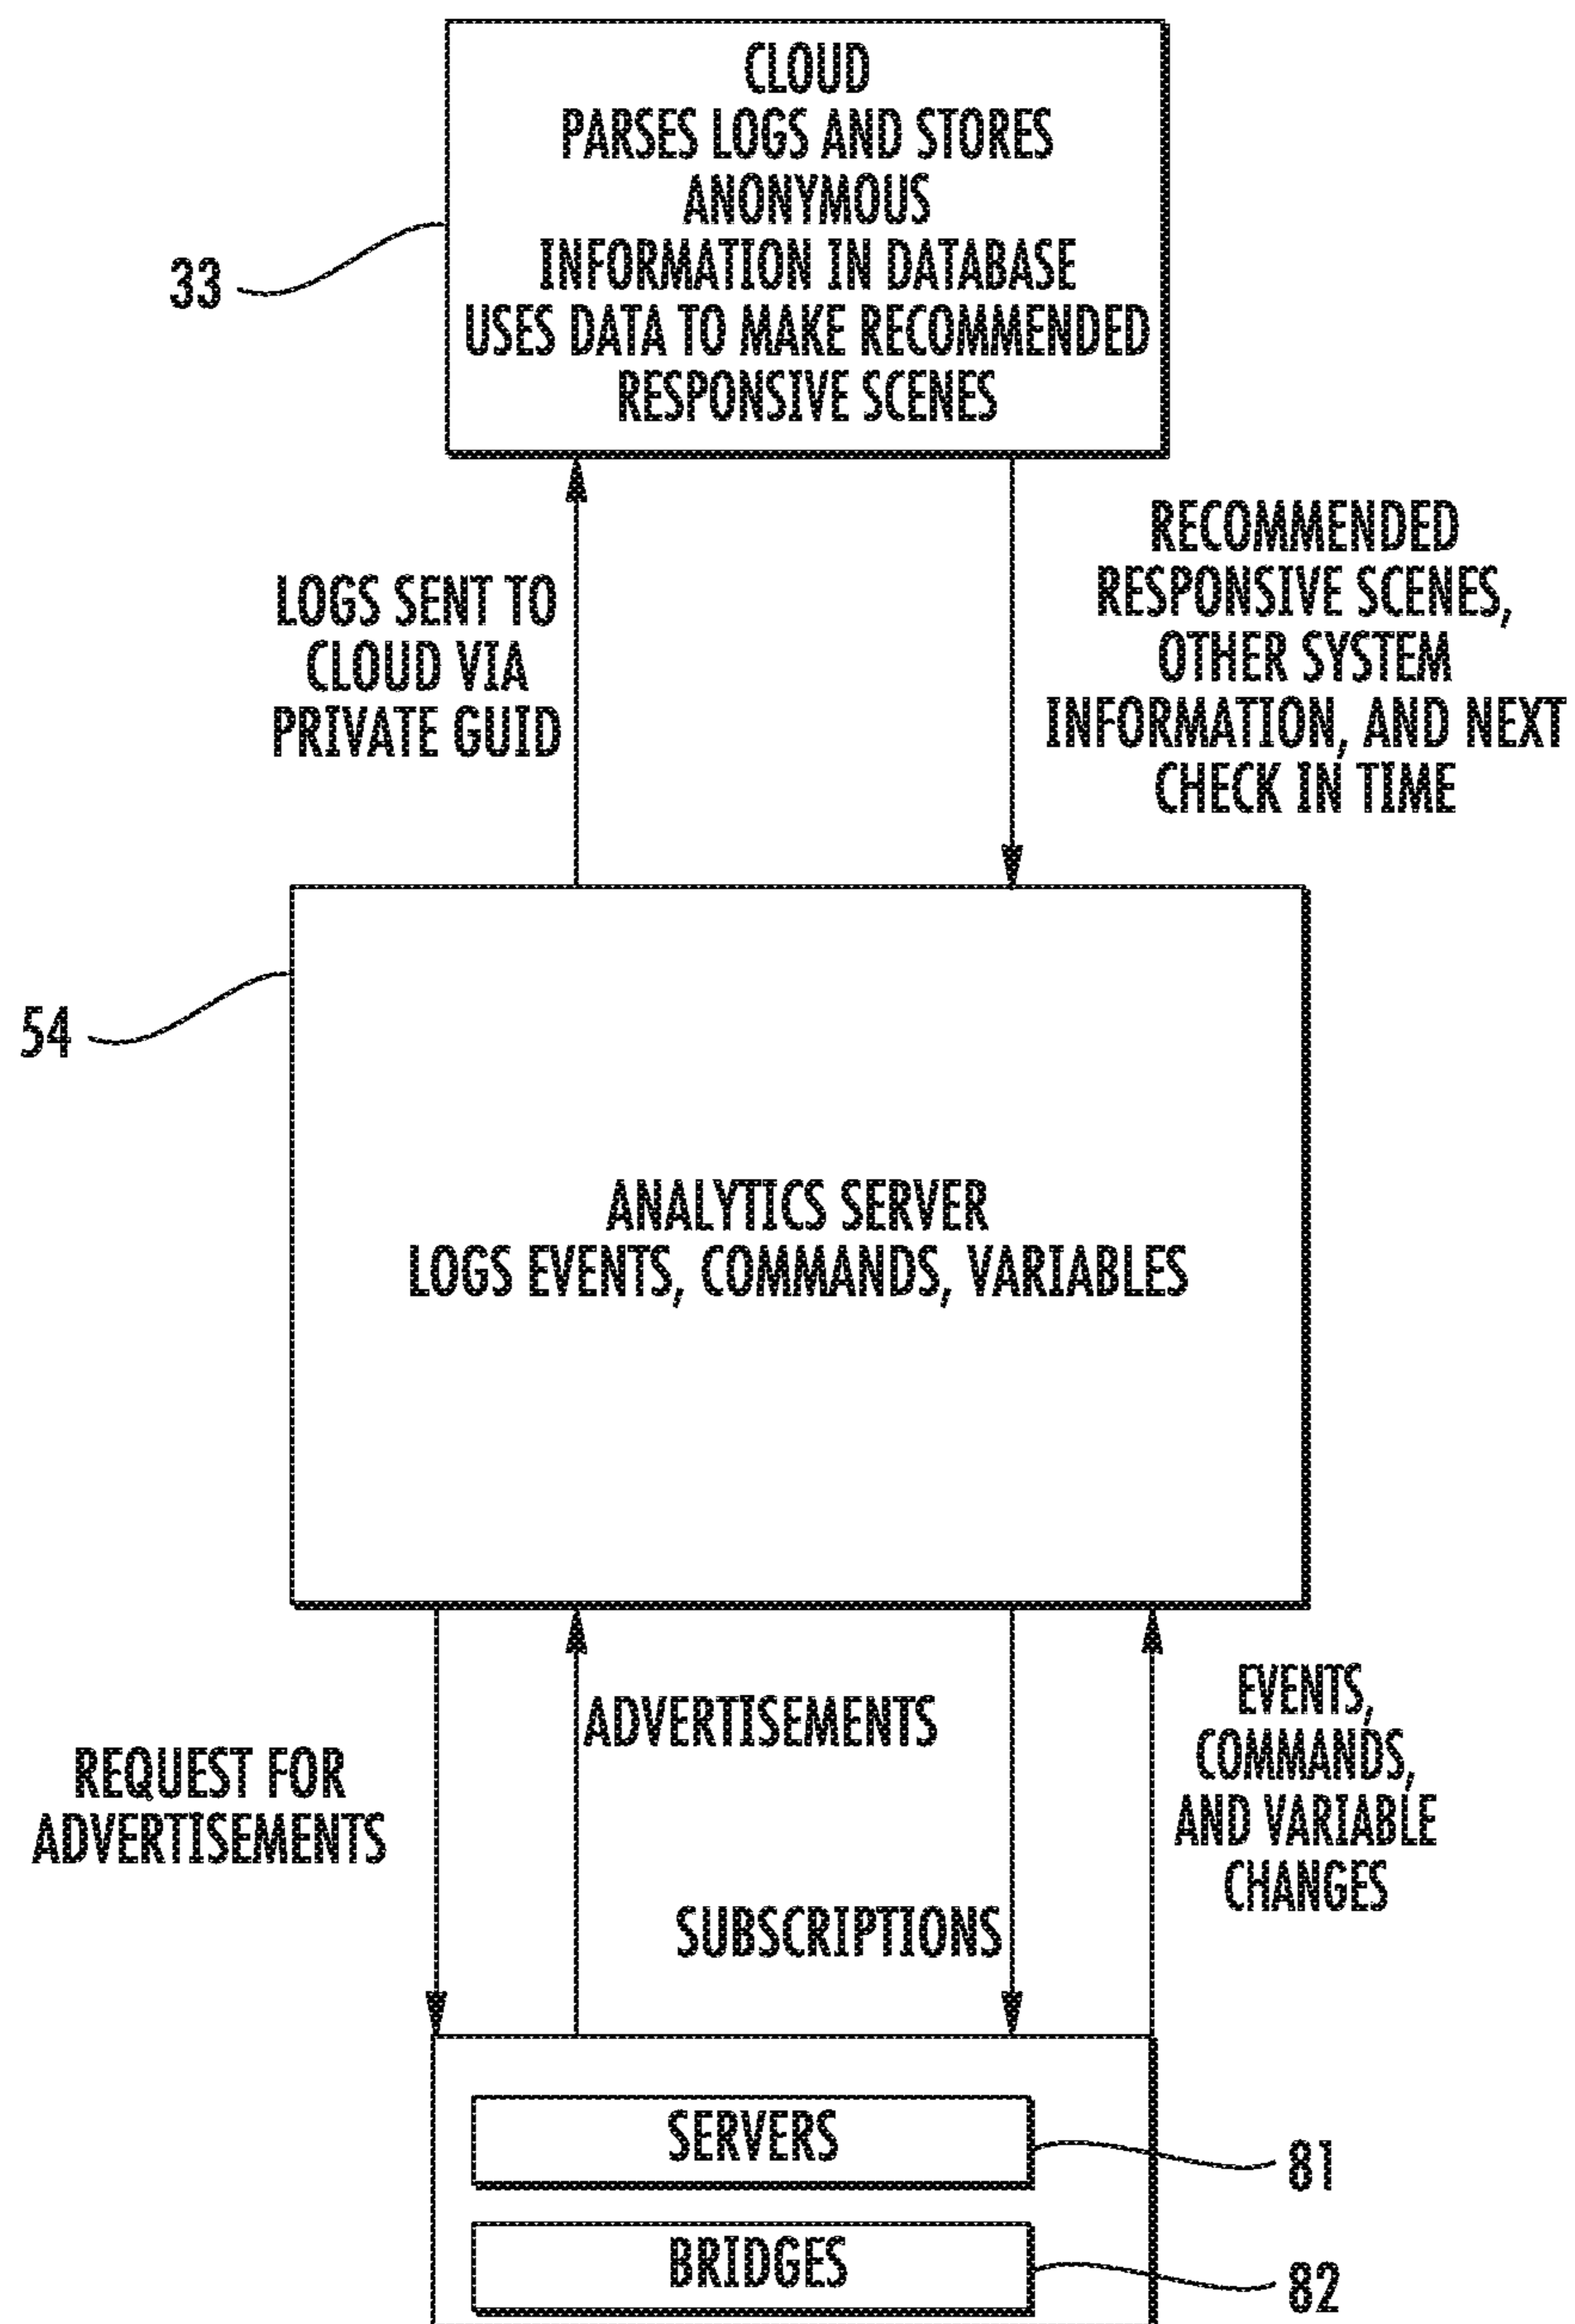 CLOUD
PARSES LOGS AND STORES
ANONYMOUS
INFORMATION IN DATABASE
USES DATA TO MAKE RECOMMENDED
RESPONSIVE SCENES
33
LOGS SENT TO
CLOUD VIA
PRIVATE GUID
RECOMMENDED
RESPONSIVE SCENES,
OTHER SYSTEM
INFORMATION, AND NEXT
CHECK IN TIME
54
ANALYTICS SERVER
LOGS EVENTS, COMMANDS, VARIABLES
REQUEST FOR
ADVERTISEMENTS
ADVERTISEMENTS
SUBSCRIPTIONS
EVENTS,
COMMANDS,
AND VARIABLE
CHANGES
SERVERS
81
BRIDGES
82